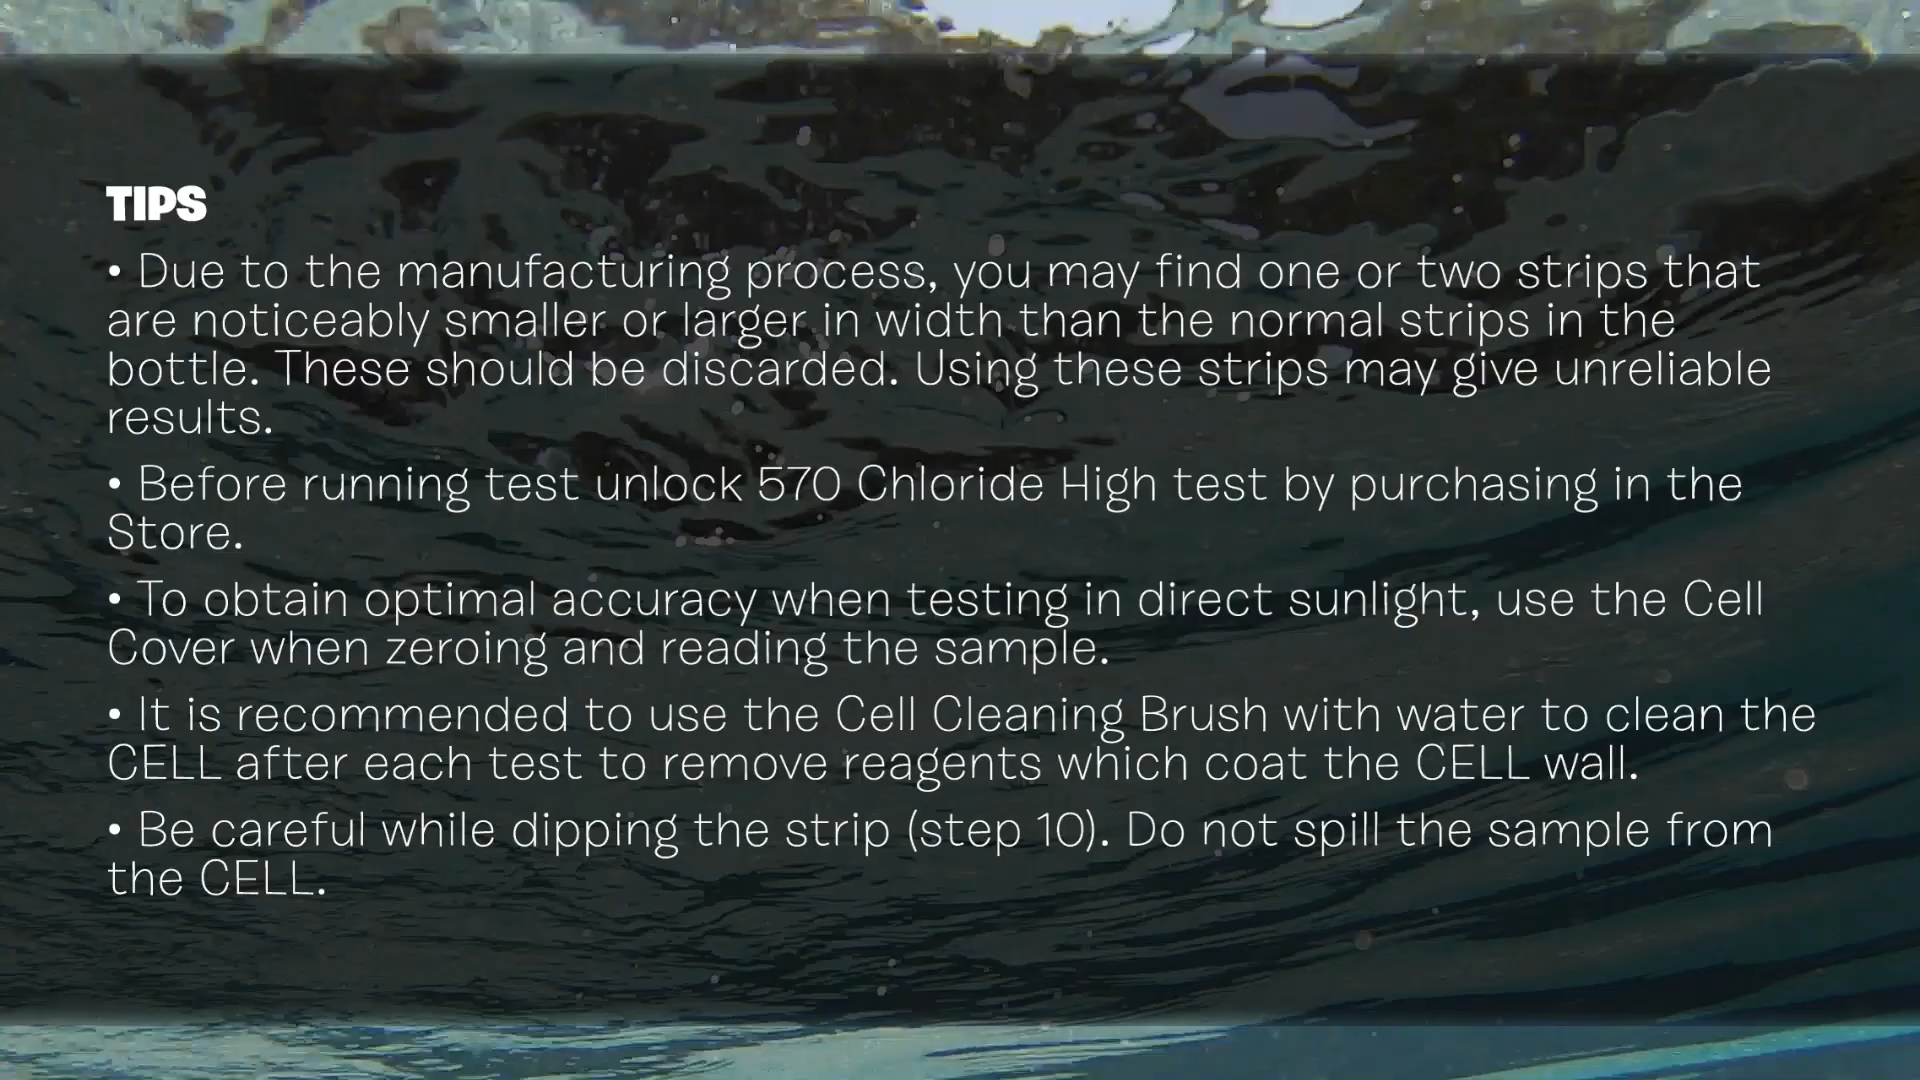 TIPS
• Due to the manufacturing process, you may find one or two strips that
are noticeably smaller or larger in width than the normal strips in the
bottle. These should be discarded. Using these strips may give unreliable
results.
• Before running test unlock 570 Chloride High test by purchasing in the
Store.
• To obtain optimal accuracy when testing in direct sunlight, use the Cell
Cover when zeroing and reading the sample.
• It is recommended to use the Cell Cleaning Brush with water to clean the
CELL after each test to remove reagents which coat the CELL wall.
• Be careful while dipping the strip (step 10). Do not spill the sample from
the CELL.